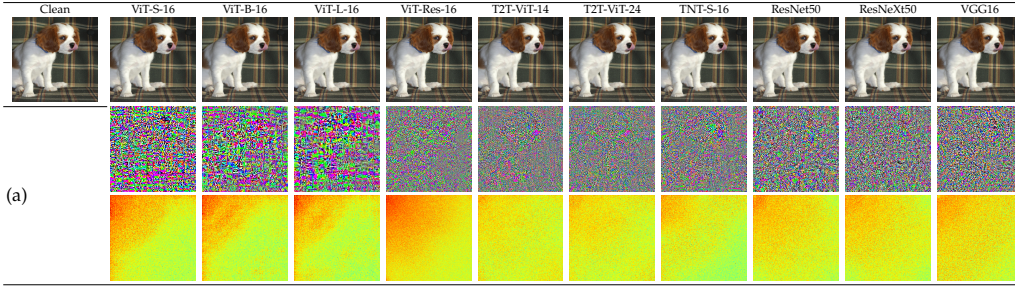 Clean ViT-S-16 ViT-B-16 ViT-L-16 ViT-Res-16 T2T-ViT-14 T2T-ViT-24 TNT-S-16 ResNet50 ResNeXt50 VGG16
(a)